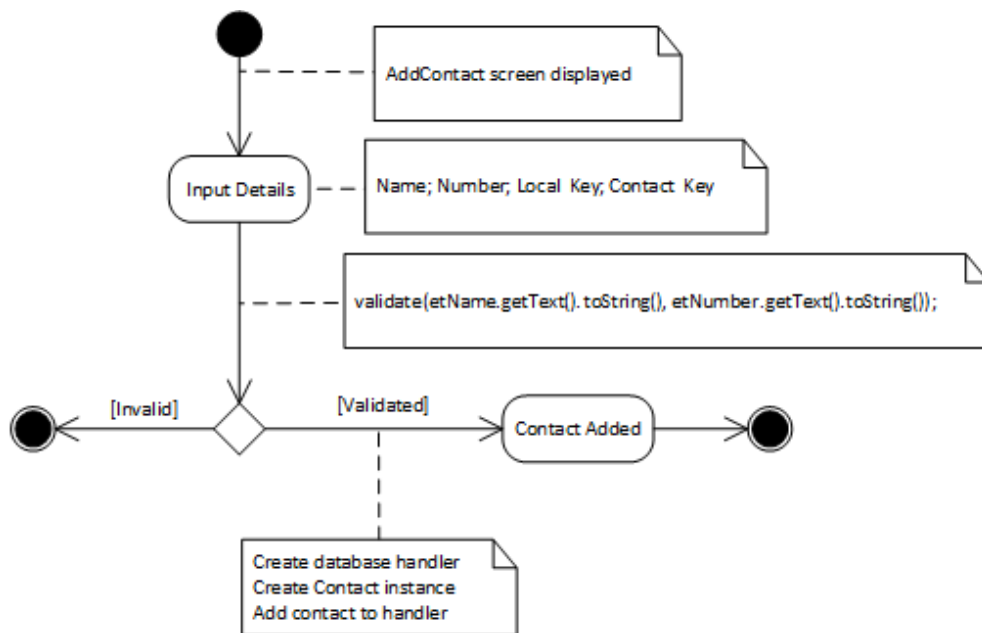 AddContact screen displayed
Input Details
Name; Number; Local Key; Contact Key
validate(etName.getText().toString(), etNumber.getText().toString());
[Invalid]
[Validated]
Contact Added
Create database handler
Create Contact instance
Add contact to handler